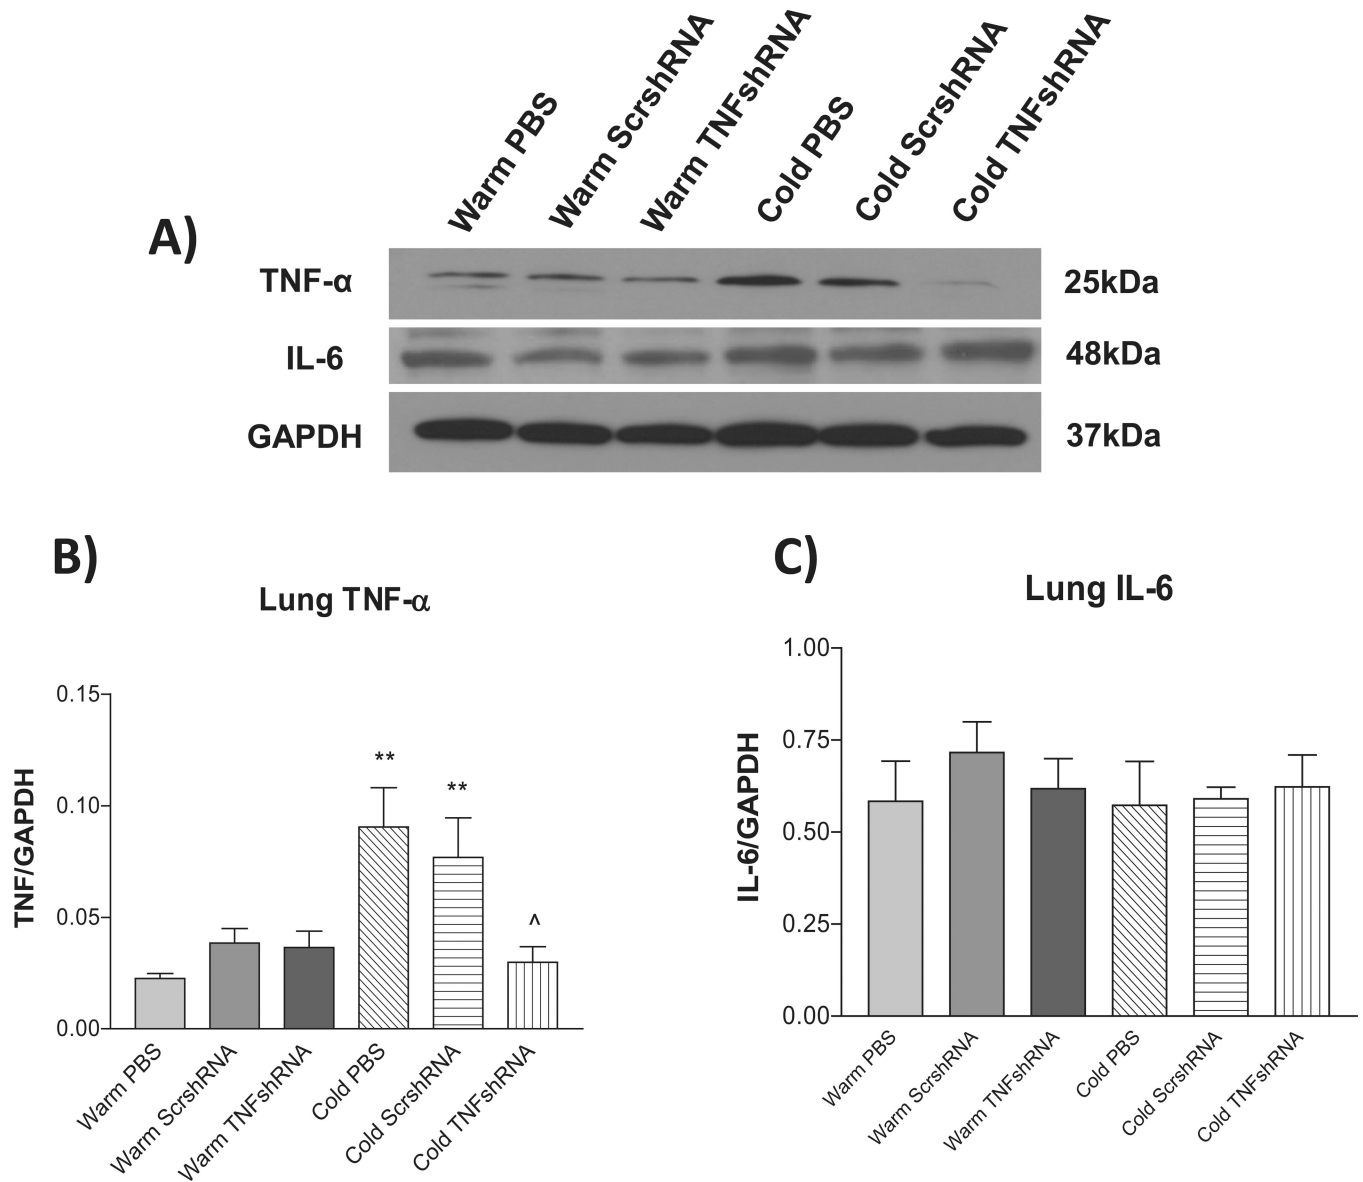 Warm PBS
Warm ScrshRNA
Warm TNFshRNA
Cold PBS
Cold ScrshRNA
Cold TNFshRNA
A)
TNF-α 25kDa
IL-6 48kDa
GAPDH 37kDa
B)
Lung TNF-α
TNF/GAPDH
0.15
0.10
0.05
0.00
**
**
^
Warm PBS
Warm ScrshRNA
Warm TNFshRNA
Cold PBS
Cold ScrshRNA
Cold TNFshRNA
C)
Lung IL-6
IL-6/GAPDH
1.00
0.75
0.50
0.25
0.00
Warm PBS
Warm ScrshRNA
Warm TNFshRNA
Cold PBS
Cold ScrshRNA
Cold TNFshRNA